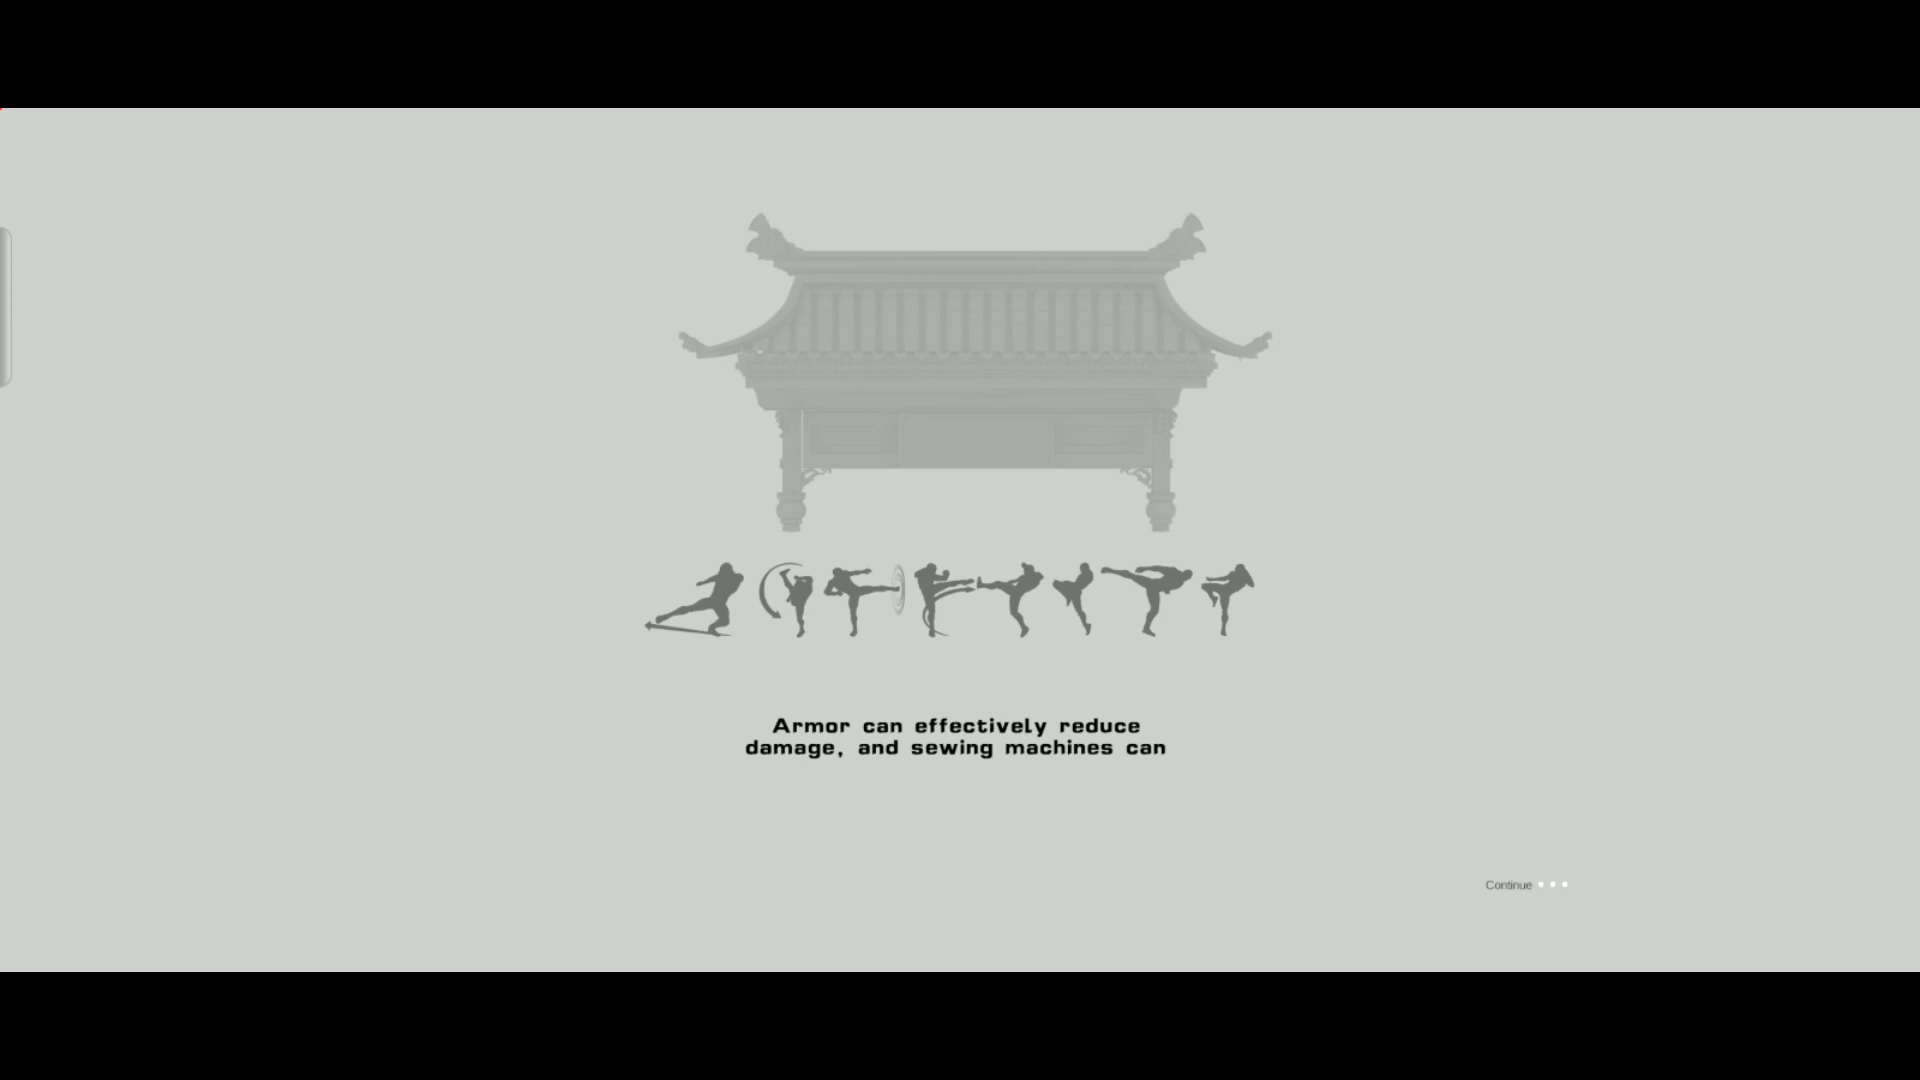 Armor can effectively reduce
damage, and sewing machines can
Continue